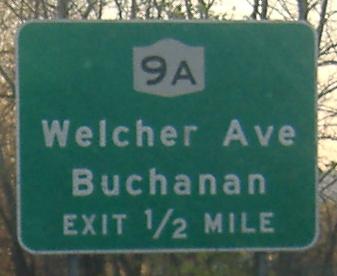 9A
Welcher Ave
Buchanan
EXIT 1/2 MILE